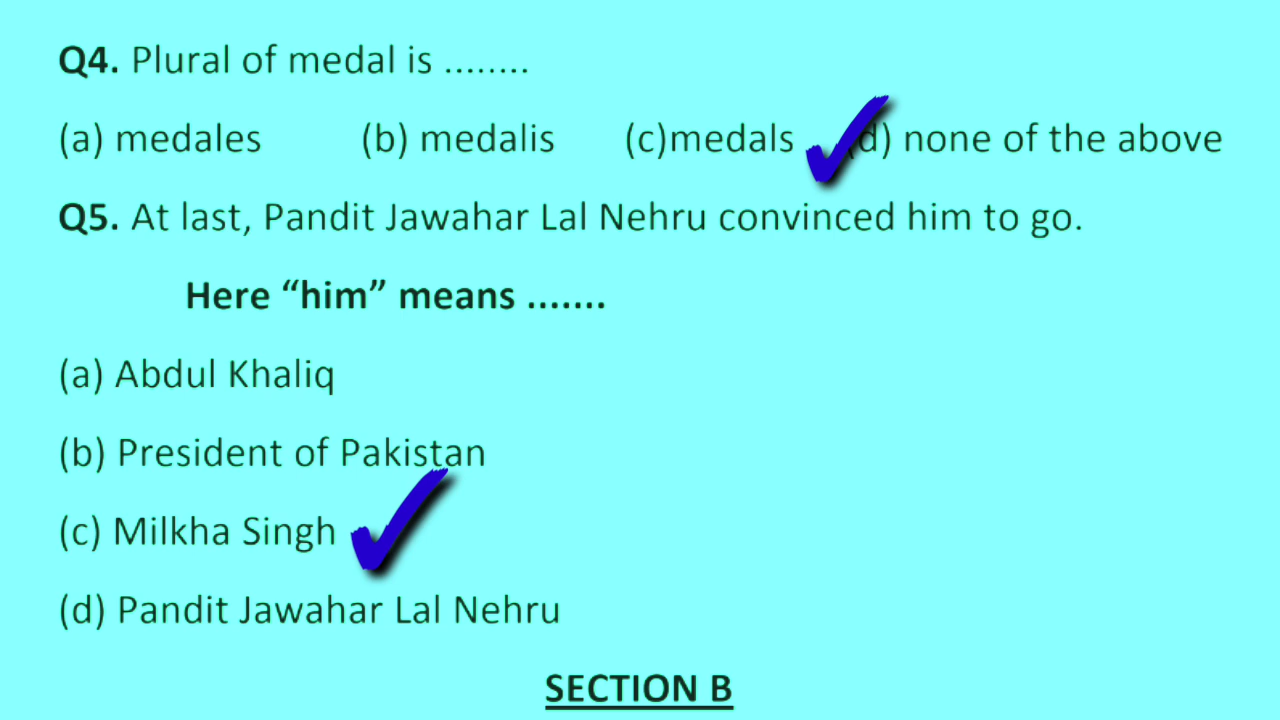 Q4. Plural of medal is ........
(a) medales (b) medalis (c)medals (d) none of the above
Q5. At last, Pandit Jawahar Lal Nehru convinced him to go.
Here “him” means .......
(a) Abdul Khaliq
(b) President of Pakistan
(c) Milkha Singh
(d) Pandit Jawahar Lal Nehru
SECTION B